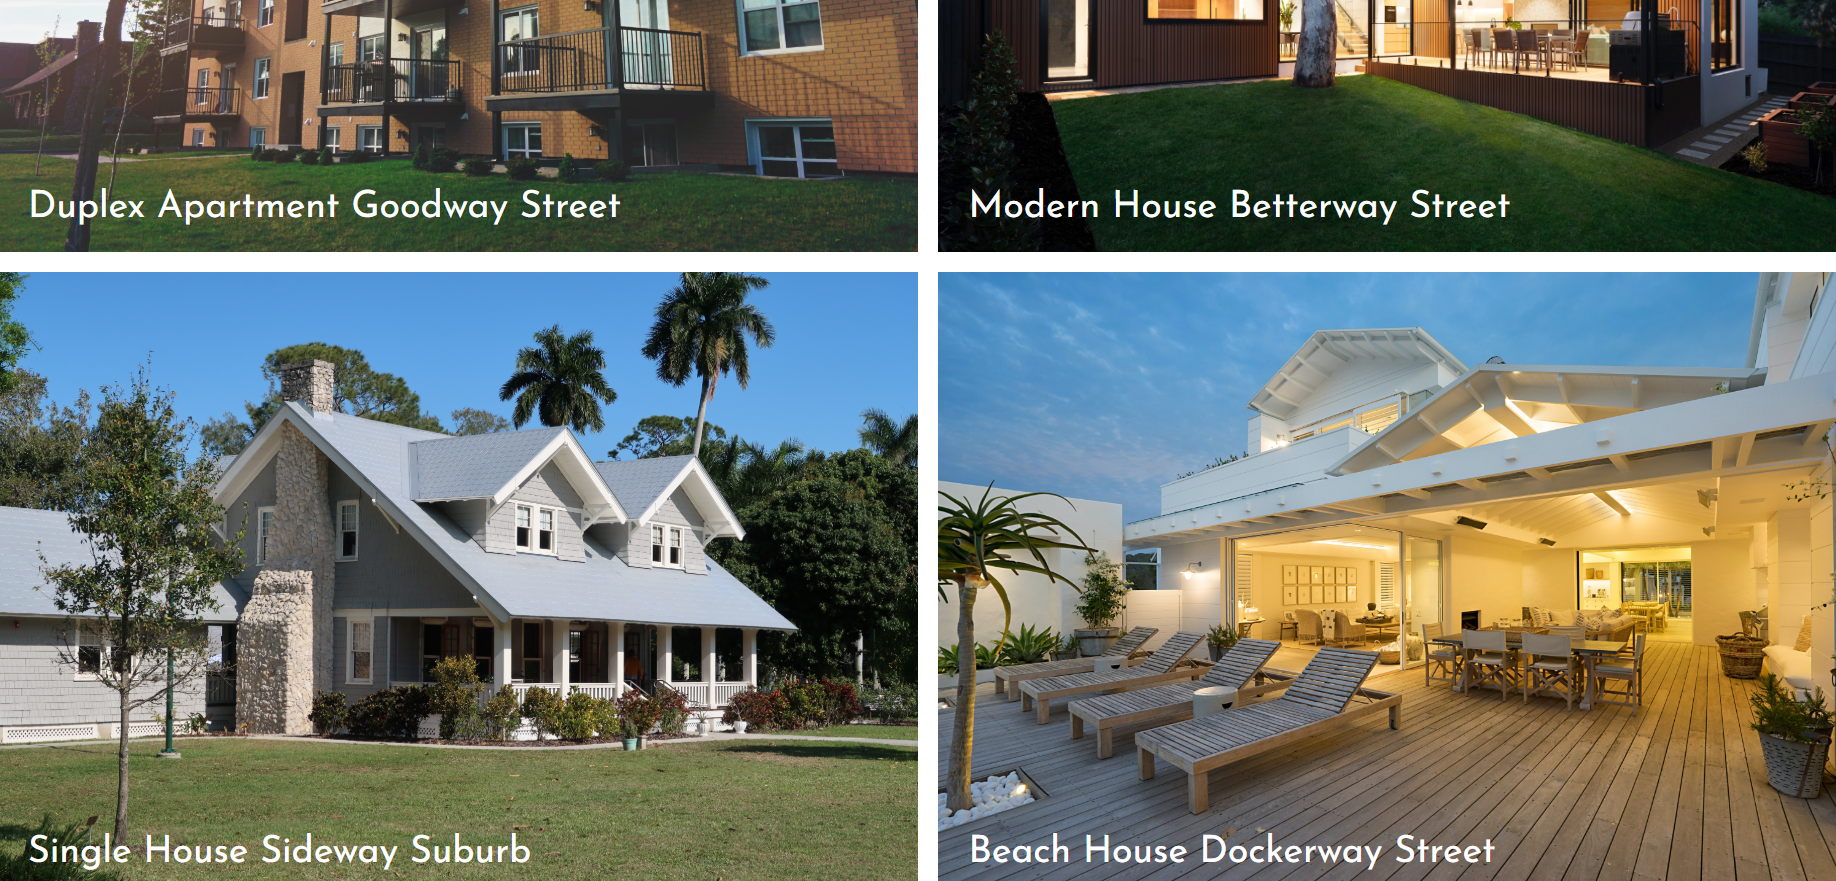 Duplex Apartment Goodway Street
Modern House Betterway Street
Single House Sideway Suburb
Beach House Dockerway Street